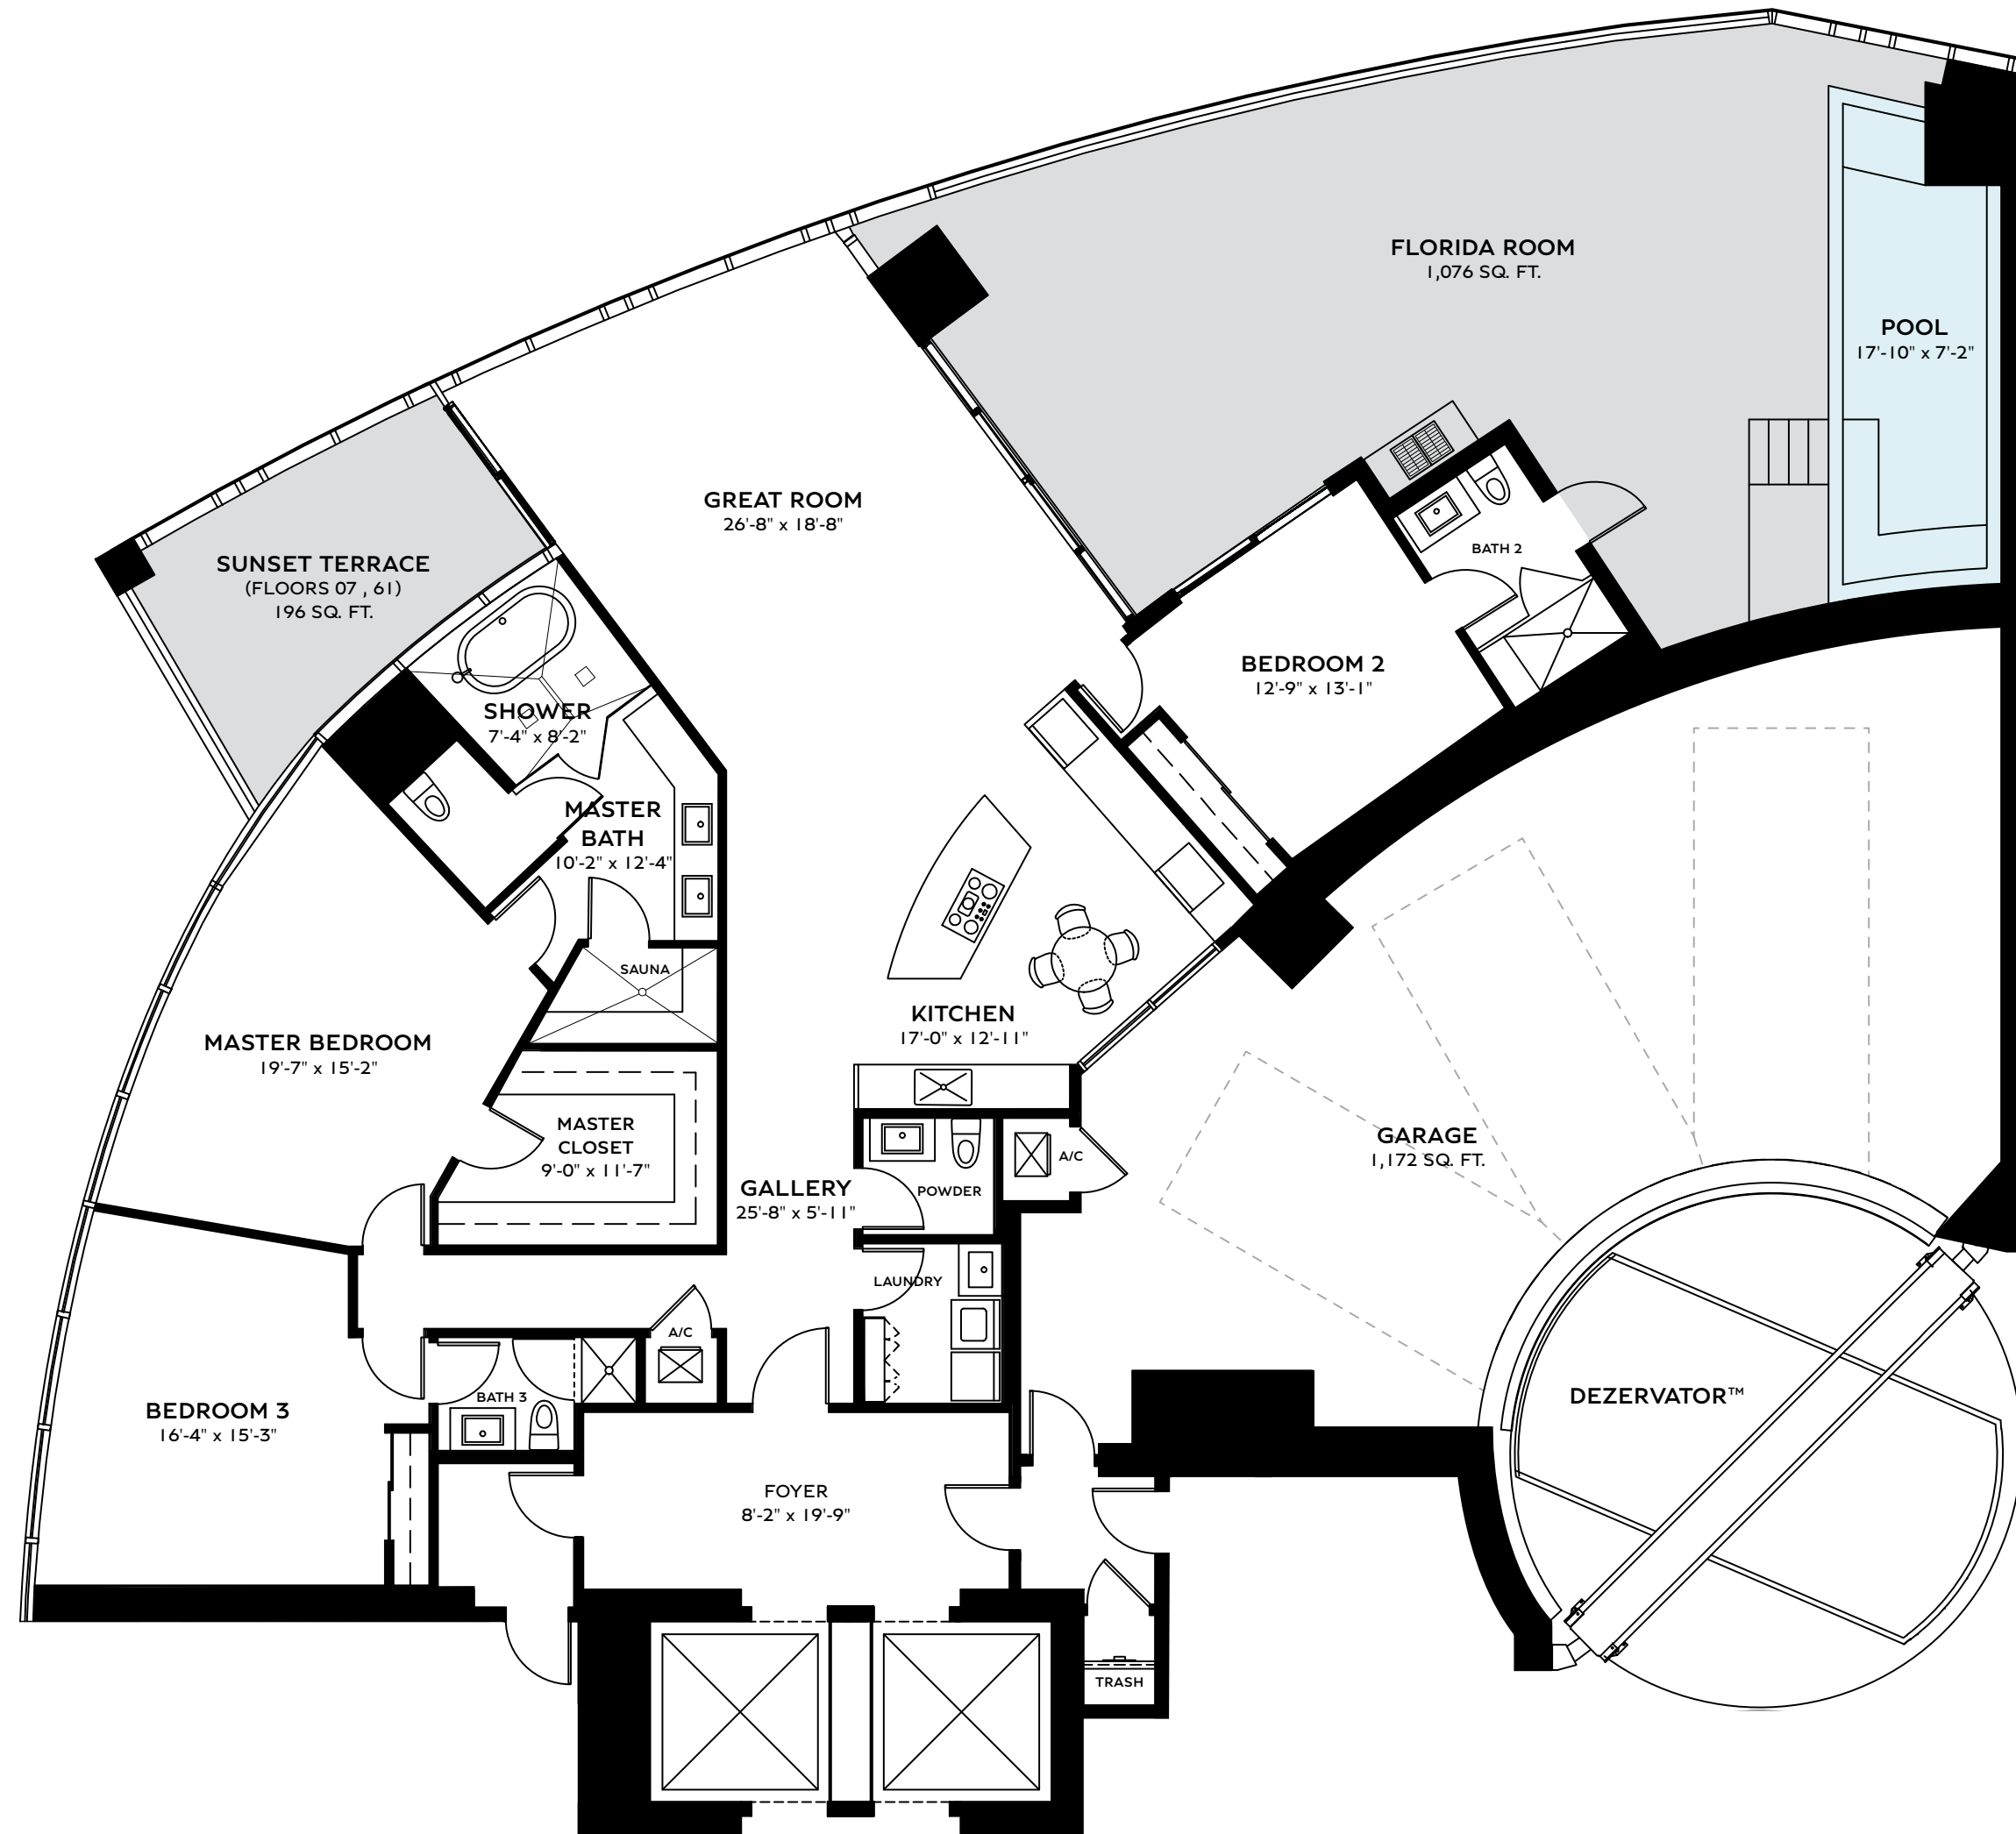 FLORIDA ROOM
1,076 SQ. FT.
POOL
17'-10" x 7'-2"
GREAT ROOM
26'-8" x 18'-8"
SUNSET TERRACE
(FLOORS 07 , 61)
196 SQ. FT.
BATH 2
BEDROOM 2
12'-9" x 13'-1"
SHOWER
7'-4" x 8'-2"
MASTER
BATH
10'-2" x 12'-4"
SAUNA
KITCHEN
17'-0" x 12'-11"
MASTER BEDROOM
19'-7" x 15'-2"
MASTER
CLOSET
9'-0" x 11'-7"
GARAGE
1,172 SQ. FT.
A/C
GALLERY
25'-8" x 5'-11"
POWDER
LAUNDRY
A/C
BATH 3
DEZERVATOR™
BEDROOM 3
16'-4" x 15'-3"
FOYER
8'-2" x 19'-9"
TRASH